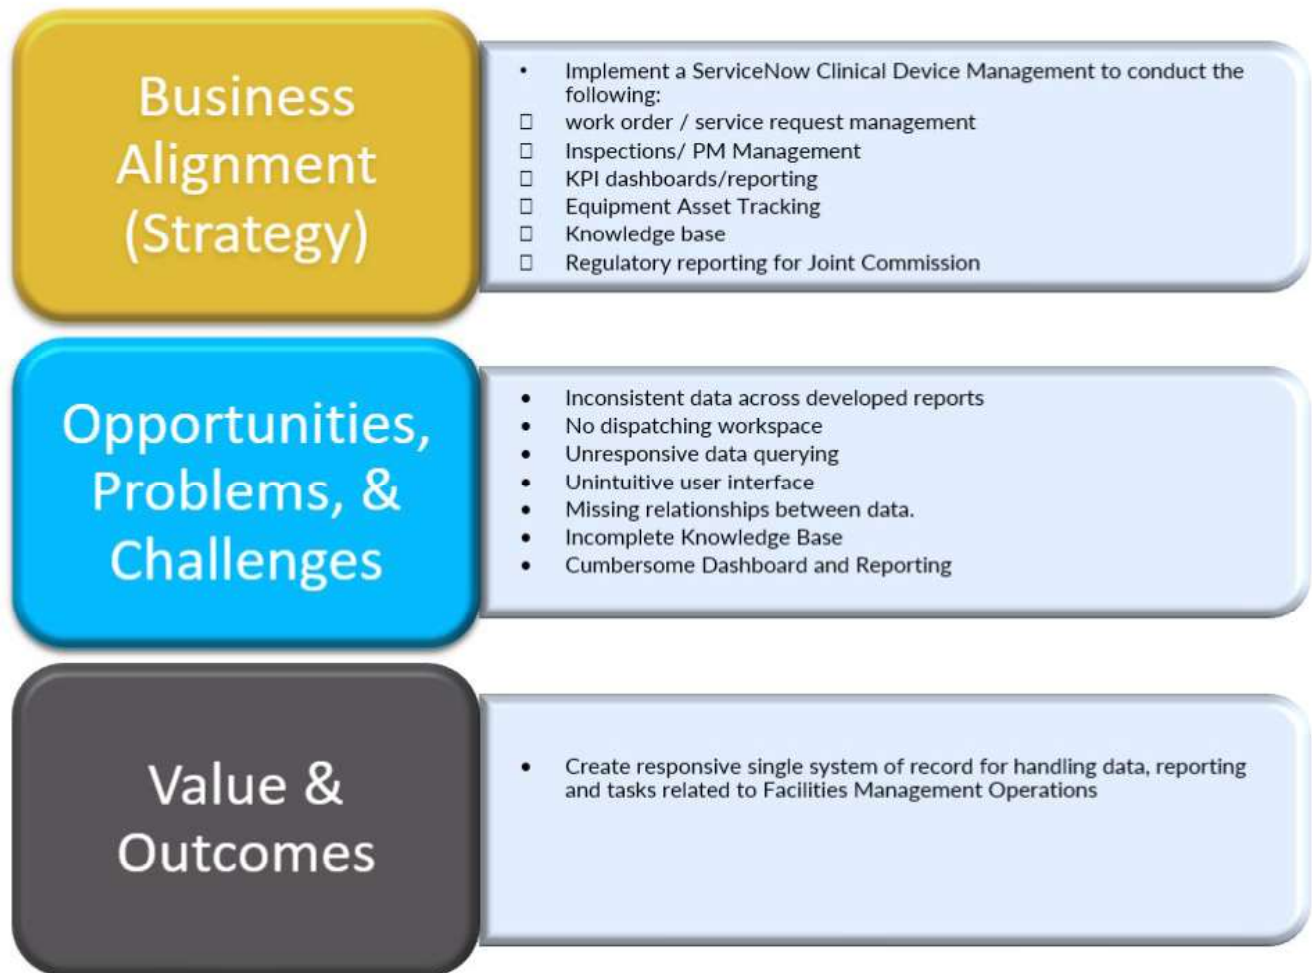 Business
Alignment
(Strategy)
• Implement a ServiceNow Clinical Device Management to conduct the
following:
□ work order / service request management
□ Inspections/ PM Management
□ KPI dashboards/reporting
□ Equipment Asset Tracking
□ Knowledge base
□ Regulatory reporting for Joint Commission
Opportunities,
Problems, &
Challenges
• Inconsistent data across developed reports
• No dispatching workspace
• Unresponsive data querying
• Unintuitive user interface
• Missing relationships between data.
• Incomplete Knowledge Base
• Cumbersome Dashboard and Reporting
Value &
Outcomes
• Create responsive single system of record for handling data, reporting
and tasks related to Facilities Management Operations